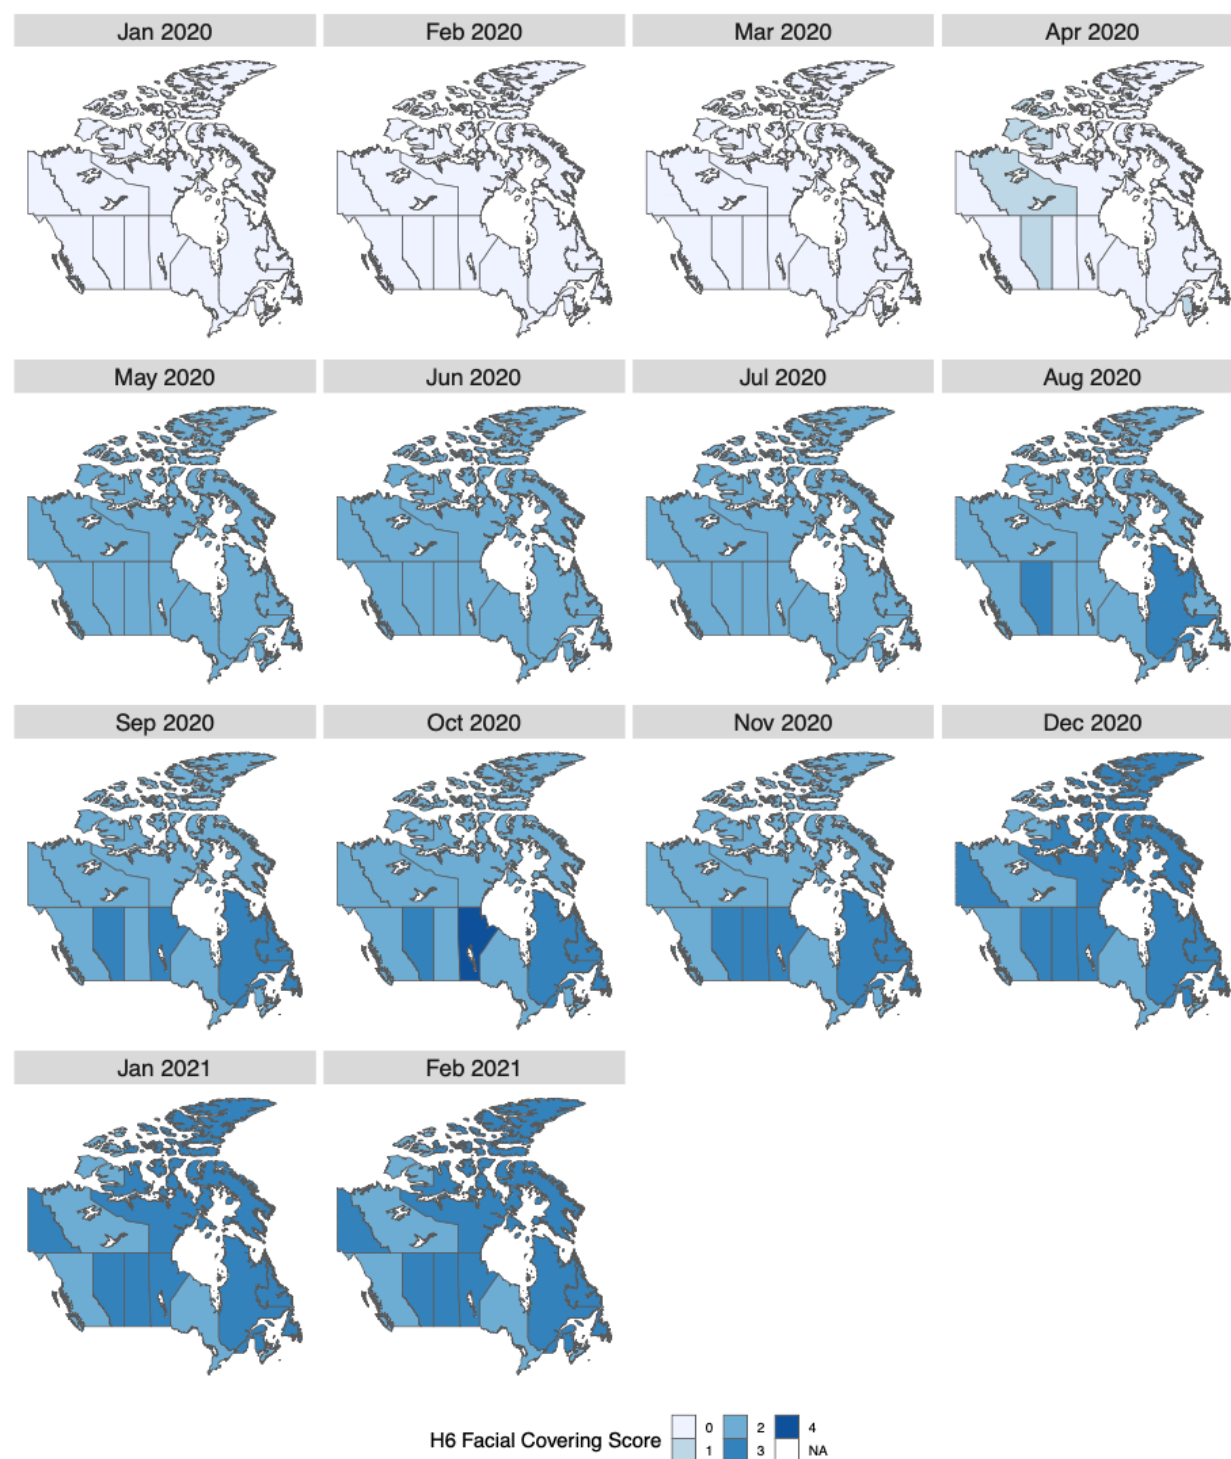 Jan 2020
Feb 2020
Mar 2020
Apr 2020
May 2020
Jun 2020
Jul 2020
Aug 2020
Sep 2020
Oct 2020
Nov 2020
Dec 2020
Jan 2021
Feb 2021
H6 Facial Covering Score
0 2 4
1 3 NA